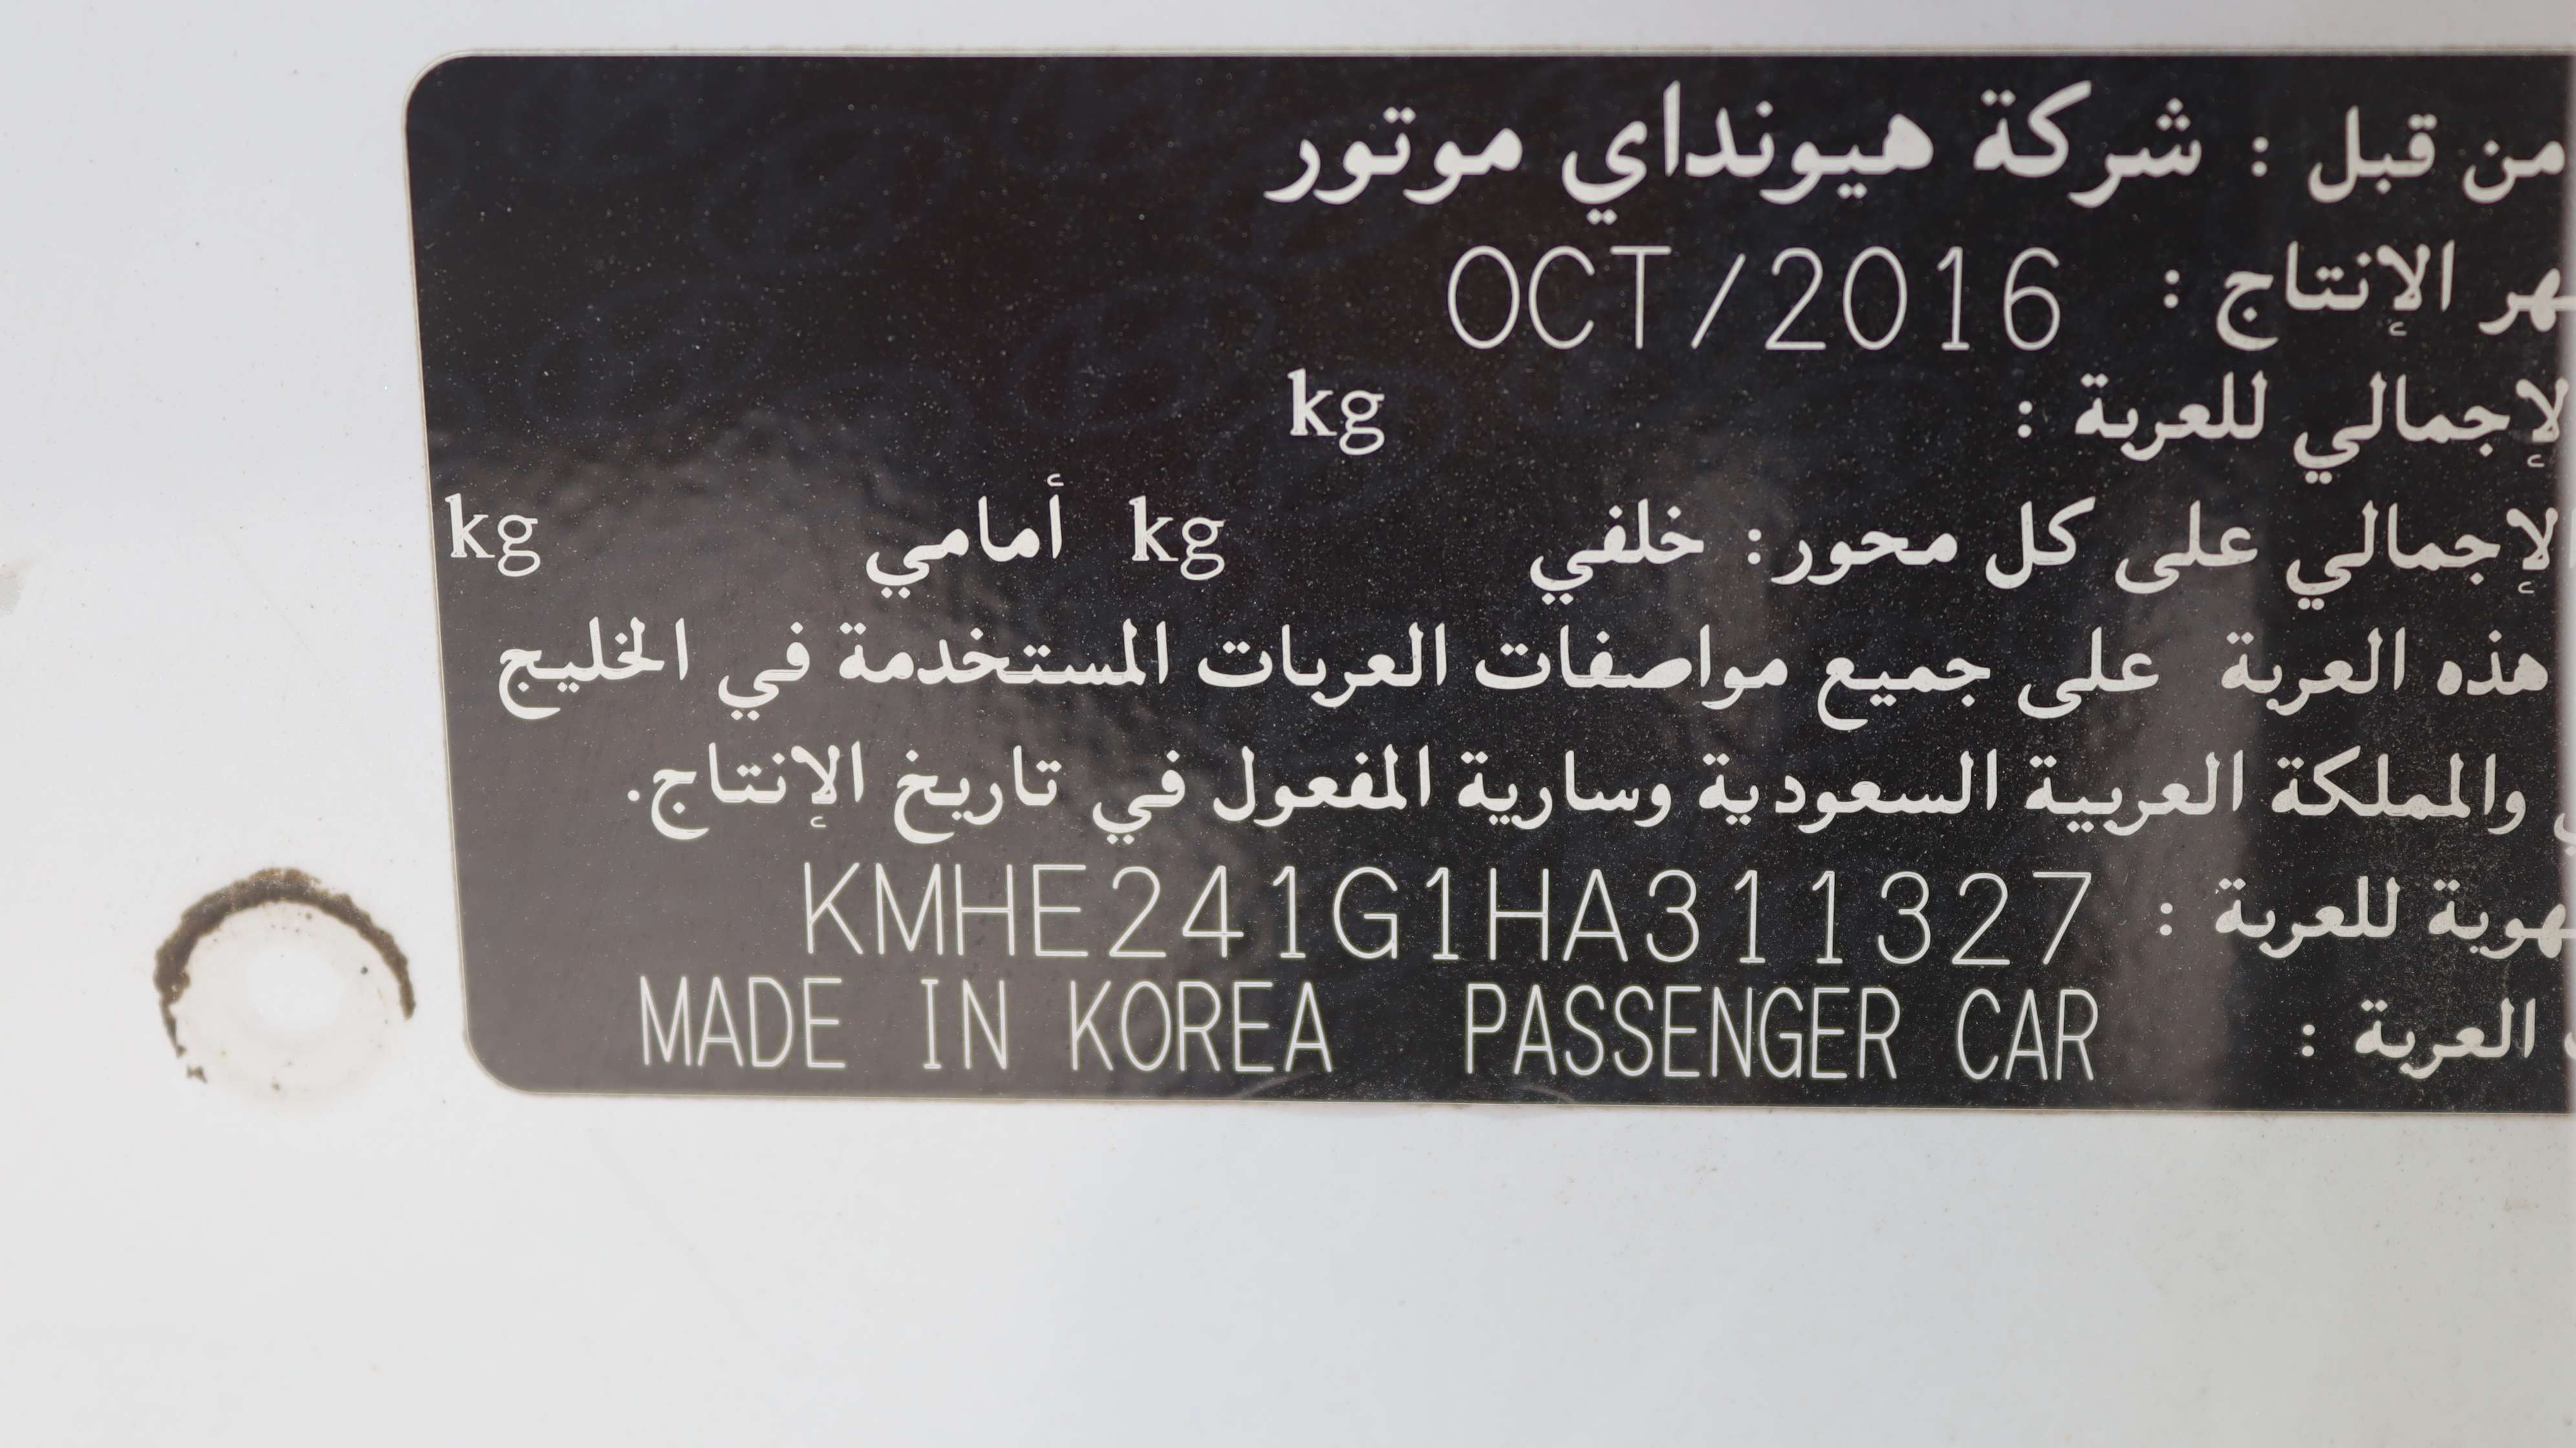 من قبل : شركة هيونداي موتور
الإنتاج : OCT/2016
لإجمالي للعربة : kg
لإجمالي على كل محور: خلفي kg أمامي kg
هذه العربة على جميع مواصفات العربات المستخدمة في الخليج
والمملكة العربية السعودية وسارية المفعول في تاريخ الإنتاج.
للعربة : KMHE241G1HA311327
العربة : MADE IN KOREA PASSENGER CAR